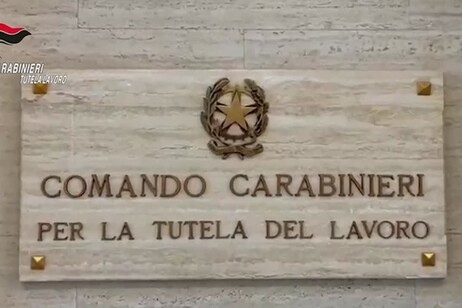 CARABINIERI
TUTELA LAVORO
COMANDO CARABINIERI
PER LA TUTELA DEL LAVORO